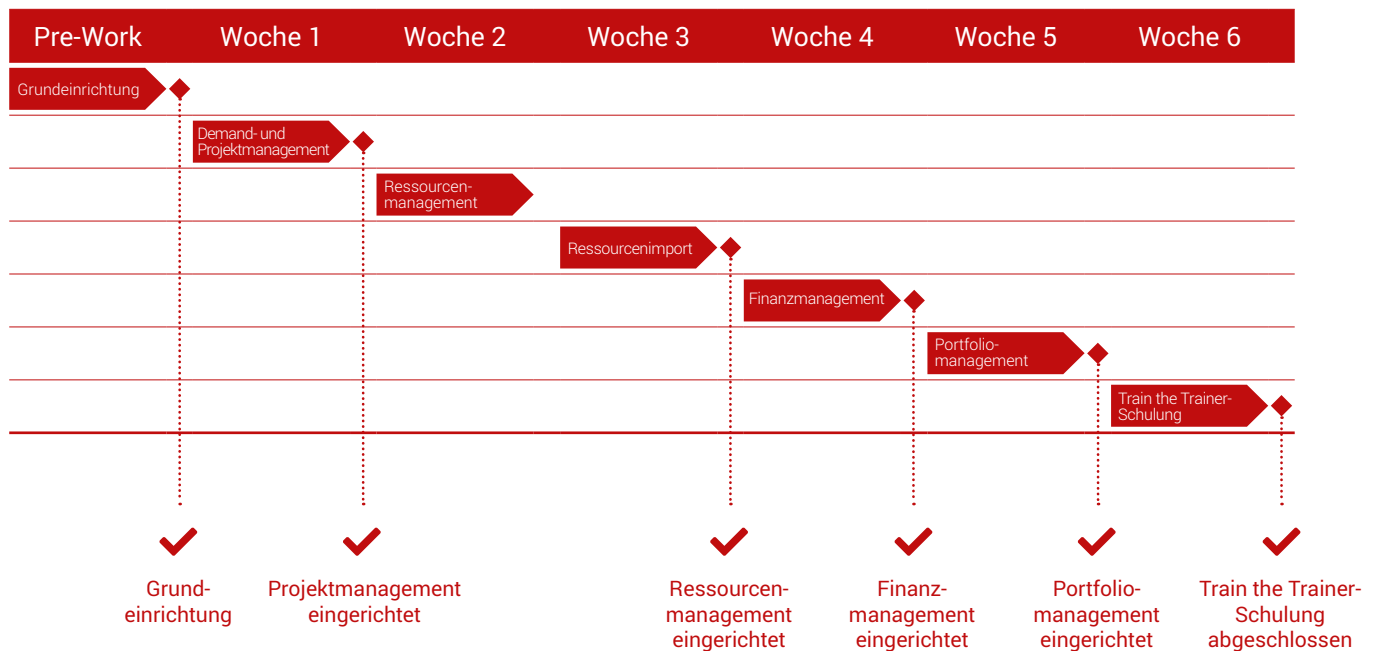 Pre-Work Woche 1 Woche 2 Woche 3 Woche 4 Woche 5 Woche 6
Grundeinrichtung
Demand- und
Projektmanagement
Ressourcen-
management
Ressourcenimport
Finanzmanagement
Portfolio-
management
Train the Trainer-
Schulung
Grund-
einrichtung
Projektmanagement
eingerichtet
Ressourcen-
management
eingerichtet
Finanz-
management
eingerichtet
Portfolio-
management
eingerichtet
Train the Trainer-
Schulung
abgeschlossen